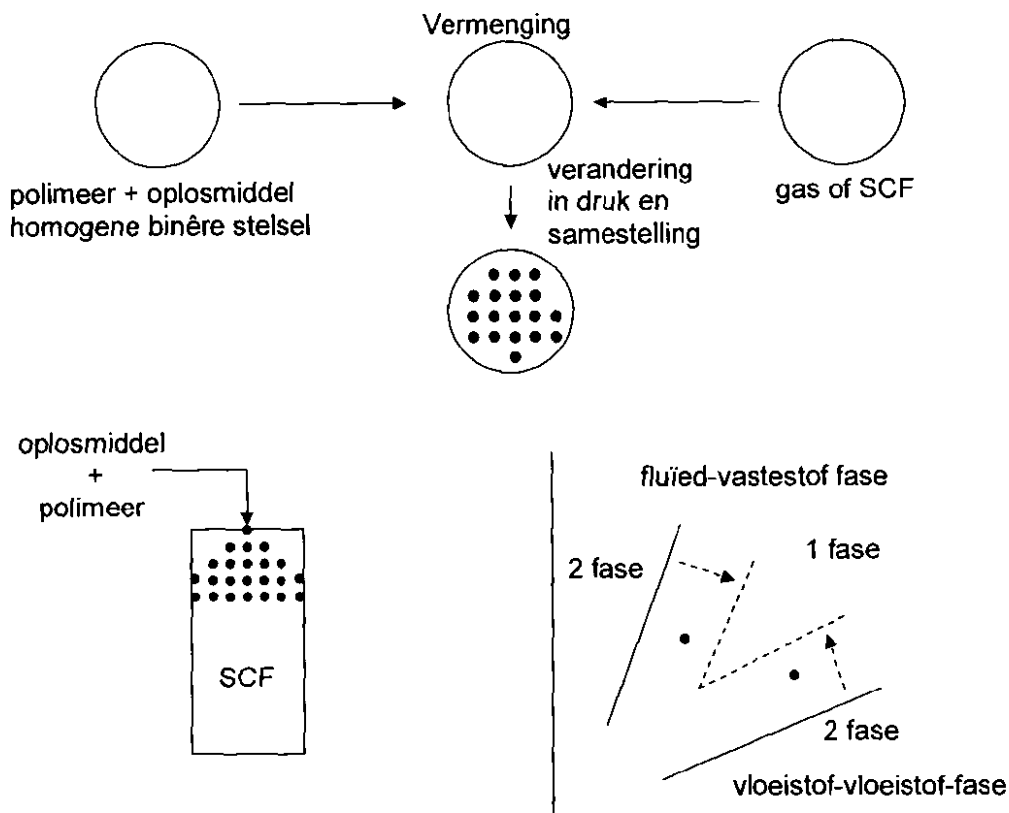 Vermenging
polimeer + oplosmiddel
homogene binêre stelsel
verandering
in druk en
samestelling
gas of SCF
oplosmiddel
+
polimeer
SCF
fluïed-vastestof fase
2 fase
1 fase
2 fase
vloeistof-vloeistof-fase